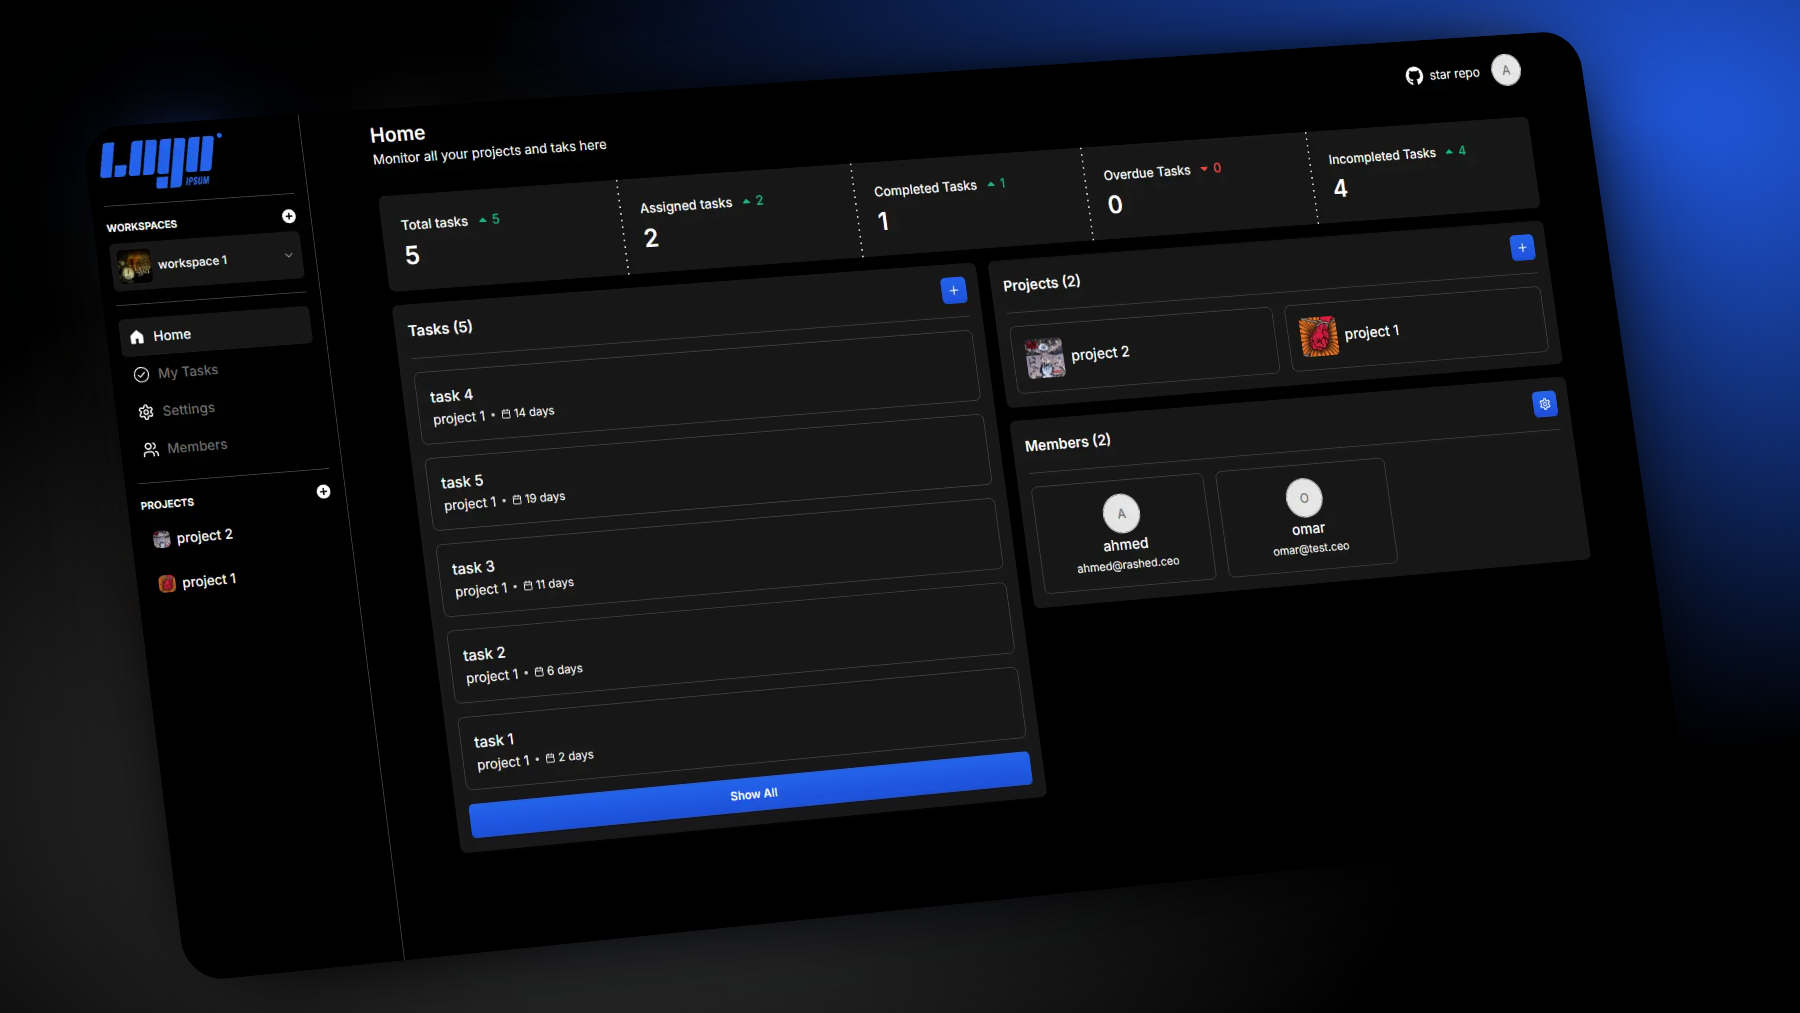 Logo
IPSUM
WORKSPACES
workspace 1
Home
My Tasks
Settings
Members
PROJECTS
project 2
project 1
star repo
A
Home
Monitor all your projects and taks here
Total tasks 5
5
Assigned tasks 2
2
Completed Tasks 1
1
Overdue Tasks 0
0
Incompleted Tasks 4
4
Tasks (5)
task 4
project 1 • 14 days
task 5
project 1 • 19 days
task 3
project 1 • 11 days
task 2
project 1 • 6 days
task 1
project 1 • 2 days
Show All
Projects (2)
project 2
project 1
Members (2)
A
ahmed
ahmed@rashed.ceo
O
omar
omar@test.ceo